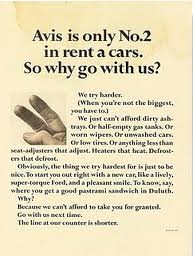 Avis is only No.2
in rent a cars.
So why go with us?
We try harder.
(When you're not the biggest,
you have to.)
We just can't afford dirty ash-
trays. Or half-empty gas tanks. Or
worn wipers. Or unwashed cars.
Or low tires. Or anything less than
seat-adjusters that adjust. Heaters that heat. Defrost-
ers that defrost.
Obviously, the thing we try hardest for is just to be
nice. To start you out right with a new car, like a lively,
super-torque Ford, and a pleasant smile. To know, say,
where you get a good pastrami sandwich in Duluth.
Why?
Because we can't afford to take you for granted.
Go with us next time.
The line at our counter is shorter.